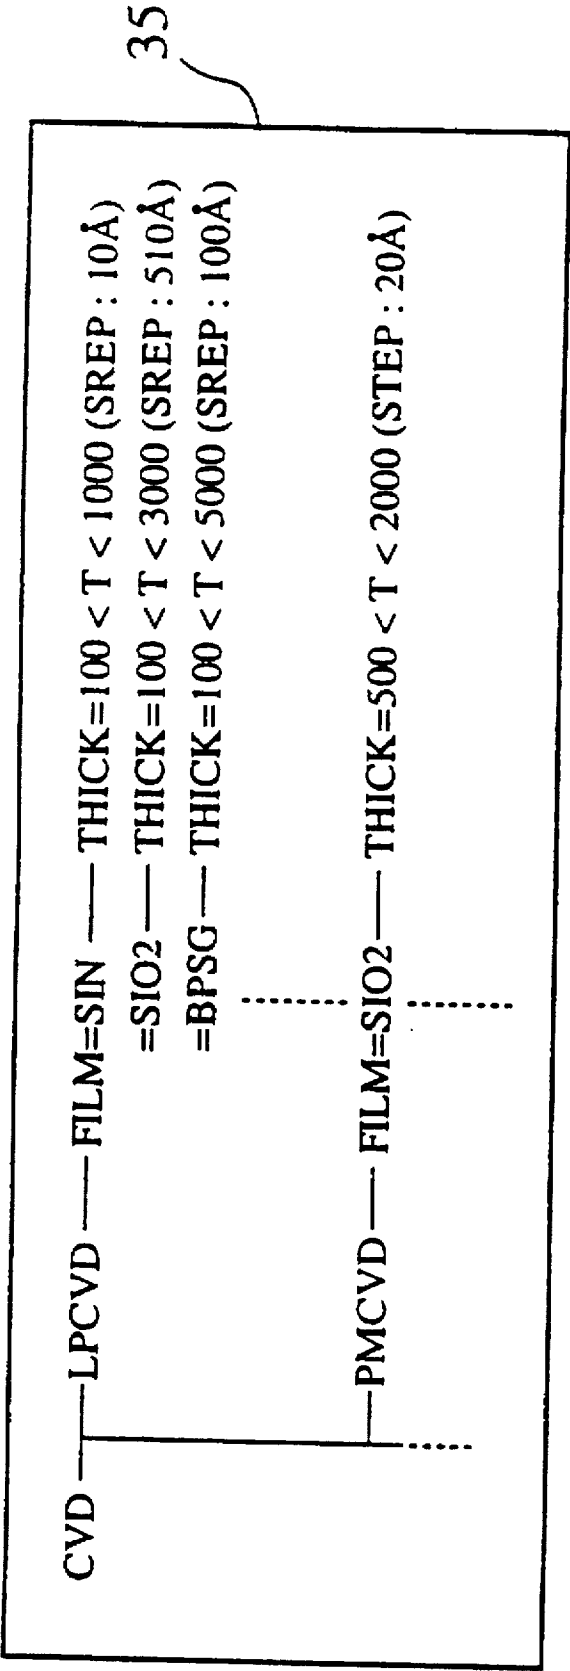 35
CVD LPCVD FILM=SIN THICK=100 < T < 1000 (SREP : 10Å)
=SIO2 THICK=100 < T < 3000 (SREP : 510Å)
=BPSG THICK=100 < T < 5000 (SREP : 100Å)
PMCVD FILM=SIO2 THICK=500 < T < 2000 (STEP : 20Å)